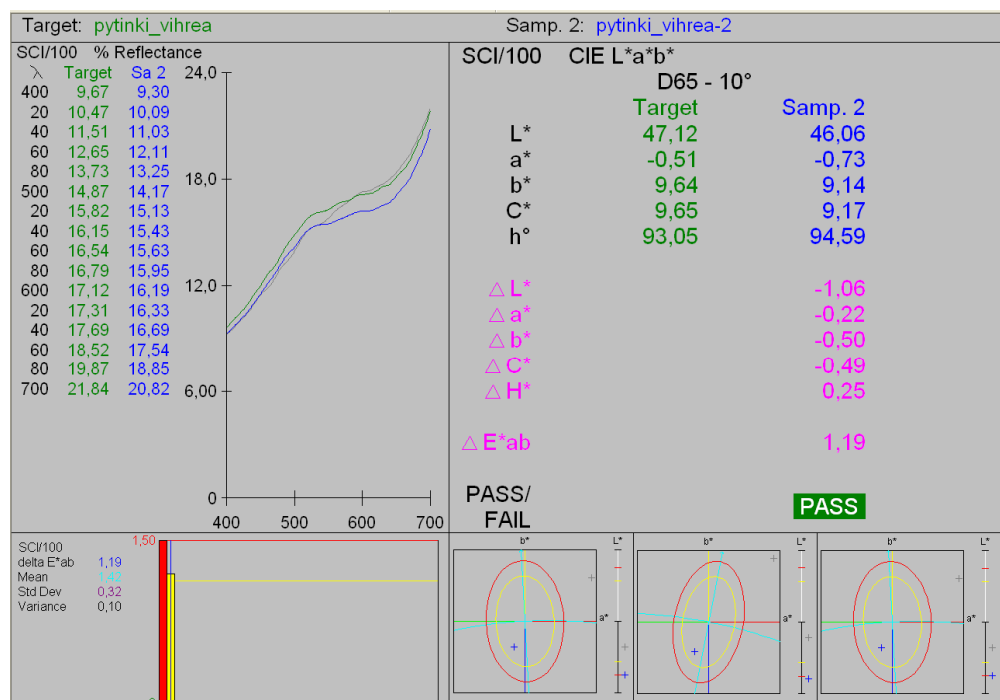 Target: pytinki_vihrea
Samp. 2: pytinki_vihrea-2
SCI/100 % Reflectance
λ Target Sa 2
400 9,67 9,30
20 10,47 10,09
40 11,51 11,03
60 12,65 12,11
80 13,73 13,25
500 14,87 14,17
20 15,82 15,13
40 16,15 15,43
60 16,54 15,63
80 16,79 15,95
600 17,12 16,19
20 17,31 16,33
40 17,69 16,69
60 18,52 17,54
80 19,87 18,85
700 21,84 20,82
24,0
18,0
12,0
6,00
0
400 500 600 700
SCI/100 CIE L*a*b*
D65 - 10°
Target Samp. 2
L* 47,12 46,06
a* -0,51 -0,73
b* 9,64 9,14
C* 9,65 9,17
h° 93,05 94,59
△ L* -1,06
△ a* -0,22
△ b* -0,50
△ C* -0,49
△ H* 0,25
△ E*ab 1,19
PASS/
FAIL
PASS
SCI/100
delta E*ab 1,19
Mean 1,42
Std Dev 0,32
Variance 0,10
1,50
b* L*
a*
b* L*
a*
b* L*
a*